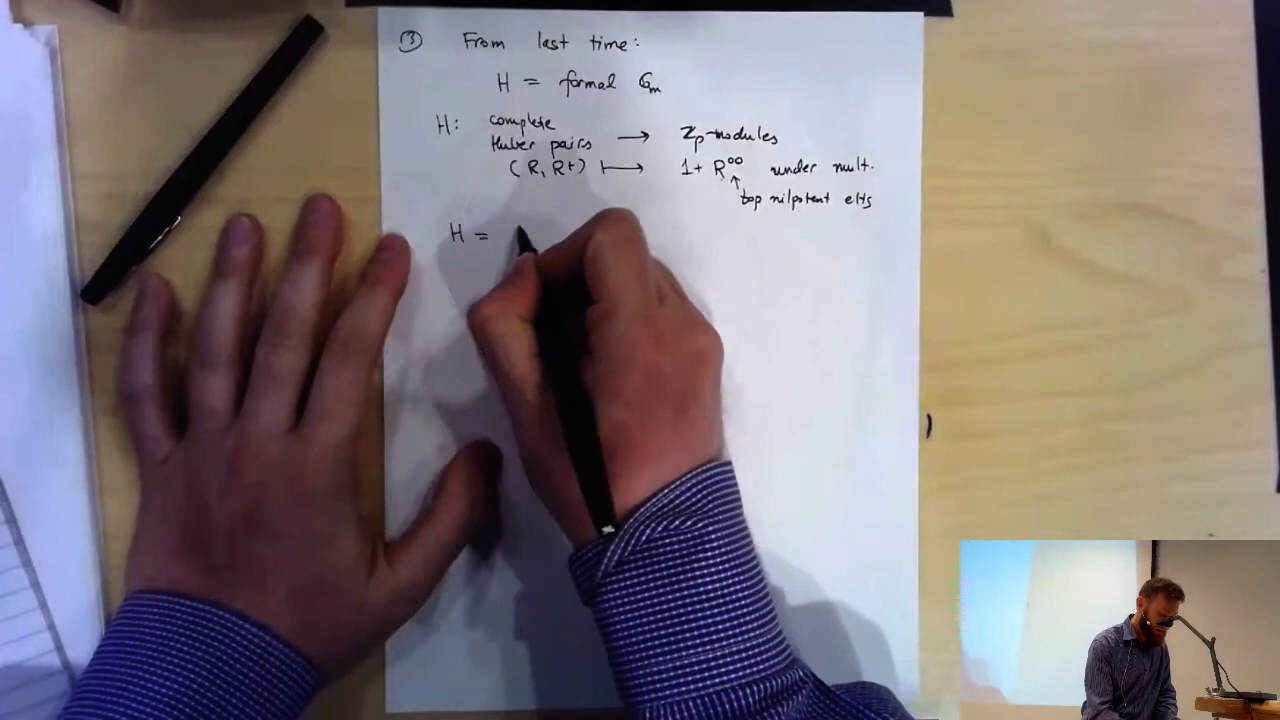 ③ From last time:
H = formal 𝔾ₘ
H: complete Huber pairs → ℤₚ-modules
(R, R⁺) ↦ 1 + R°° under mult.
↑ top nilpotent elts
H =